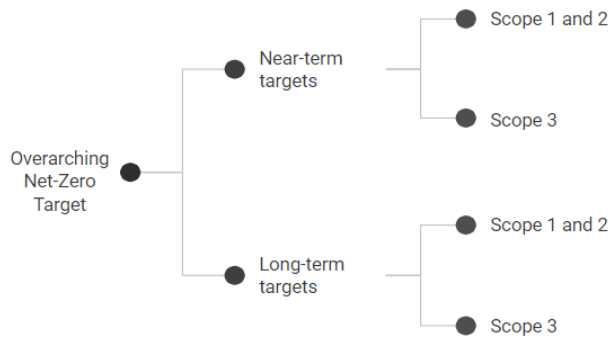 Overarching
Net-Zero
Target
Near-term
targets
Scope 1 and 2
Scope 3
Long-term
targets
Scope 1 and 2
Scope 3